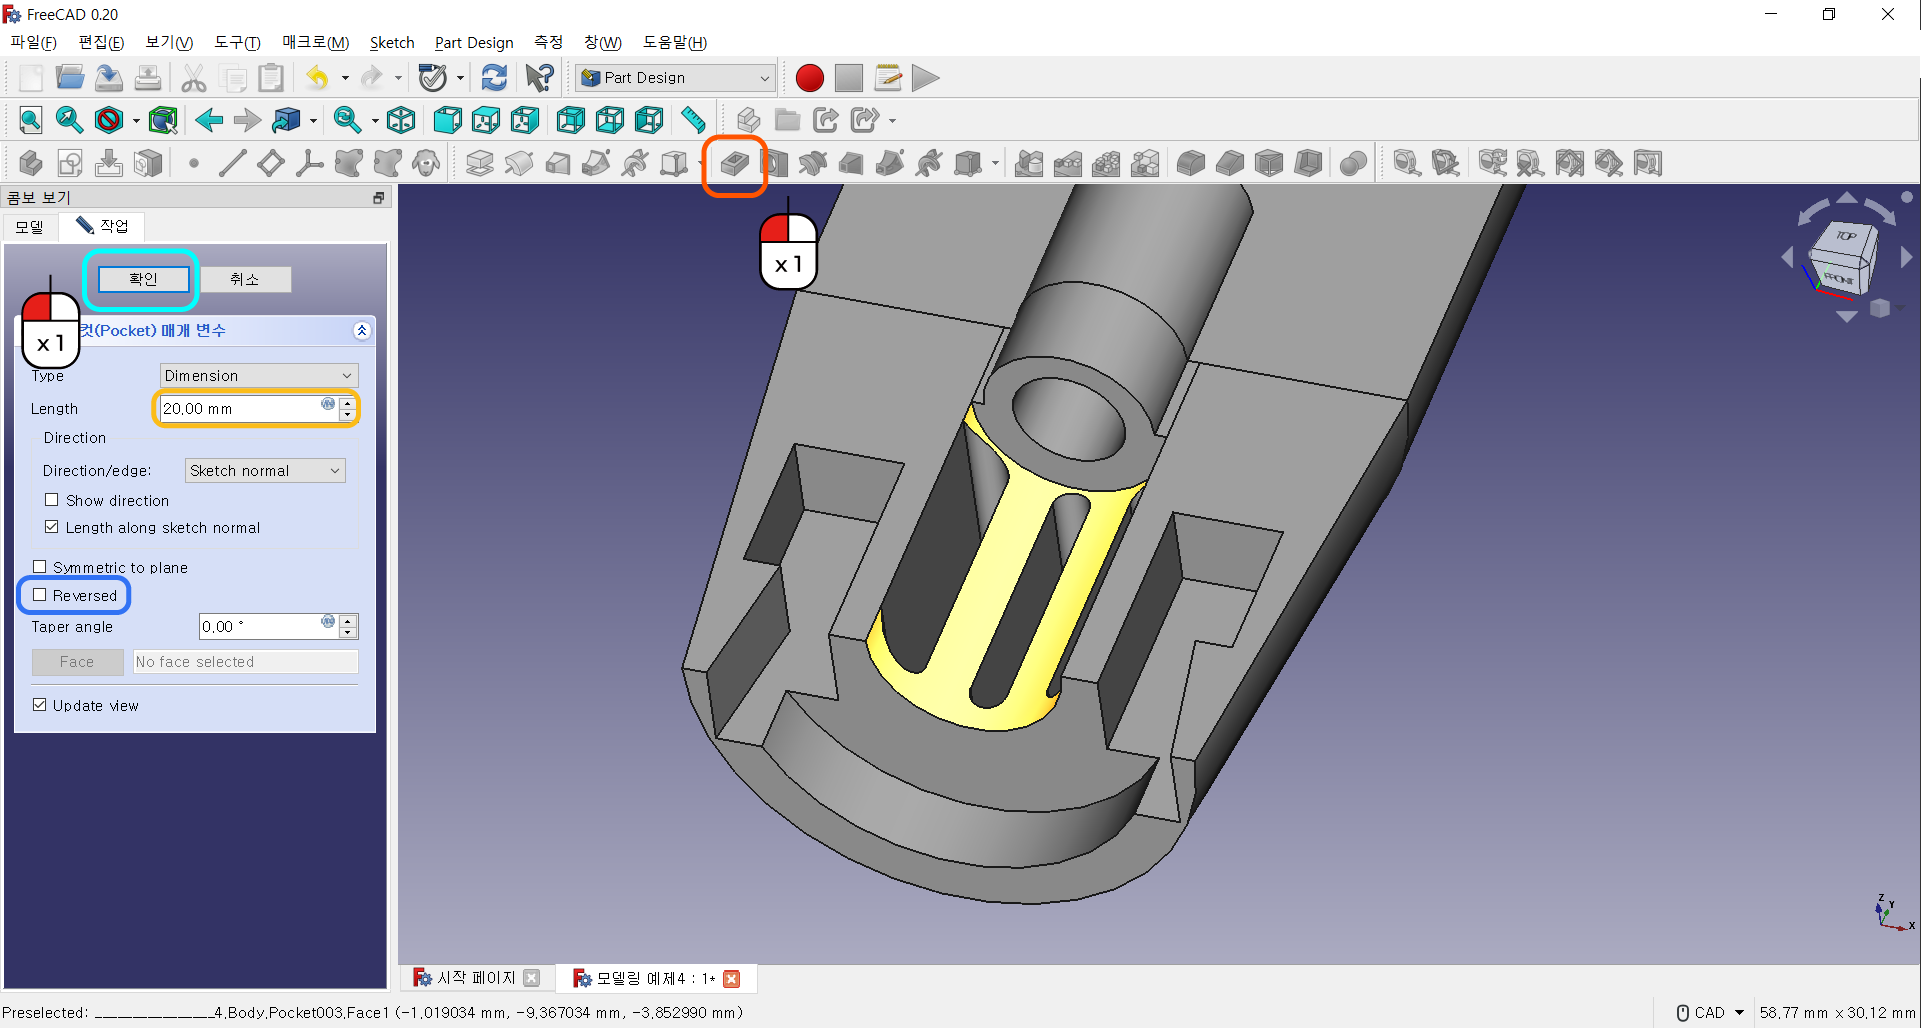 FreeCAD 0.20
파일(F) 편집(E) 보기(V) 도구(T) 매크로(M) Sketch Part Design 측정 창(W) 도움말(H)
Part Design
콤보 보기
모델 작업
확인 취소
x 1
x 1
컷(Pocket) 매개 변수
Type Dimension
Length 20.00 mm
Direction
Direction/edge: Sketch normal
Show direction
Length along sketch normal
Symmetric to plane
Reversed
Taper angle 0.00 °
Face No face selected
Update view
TOP
FRONT
Z
Y
X
시작 페이지 모델링 예제4 : 1*
Preselected: ________________4.Body.Pocket003.Face1 (-1.019034 mm, -9.367034 mm, -3.852990 mm) CAD 58.77 mm x 30.12 mm